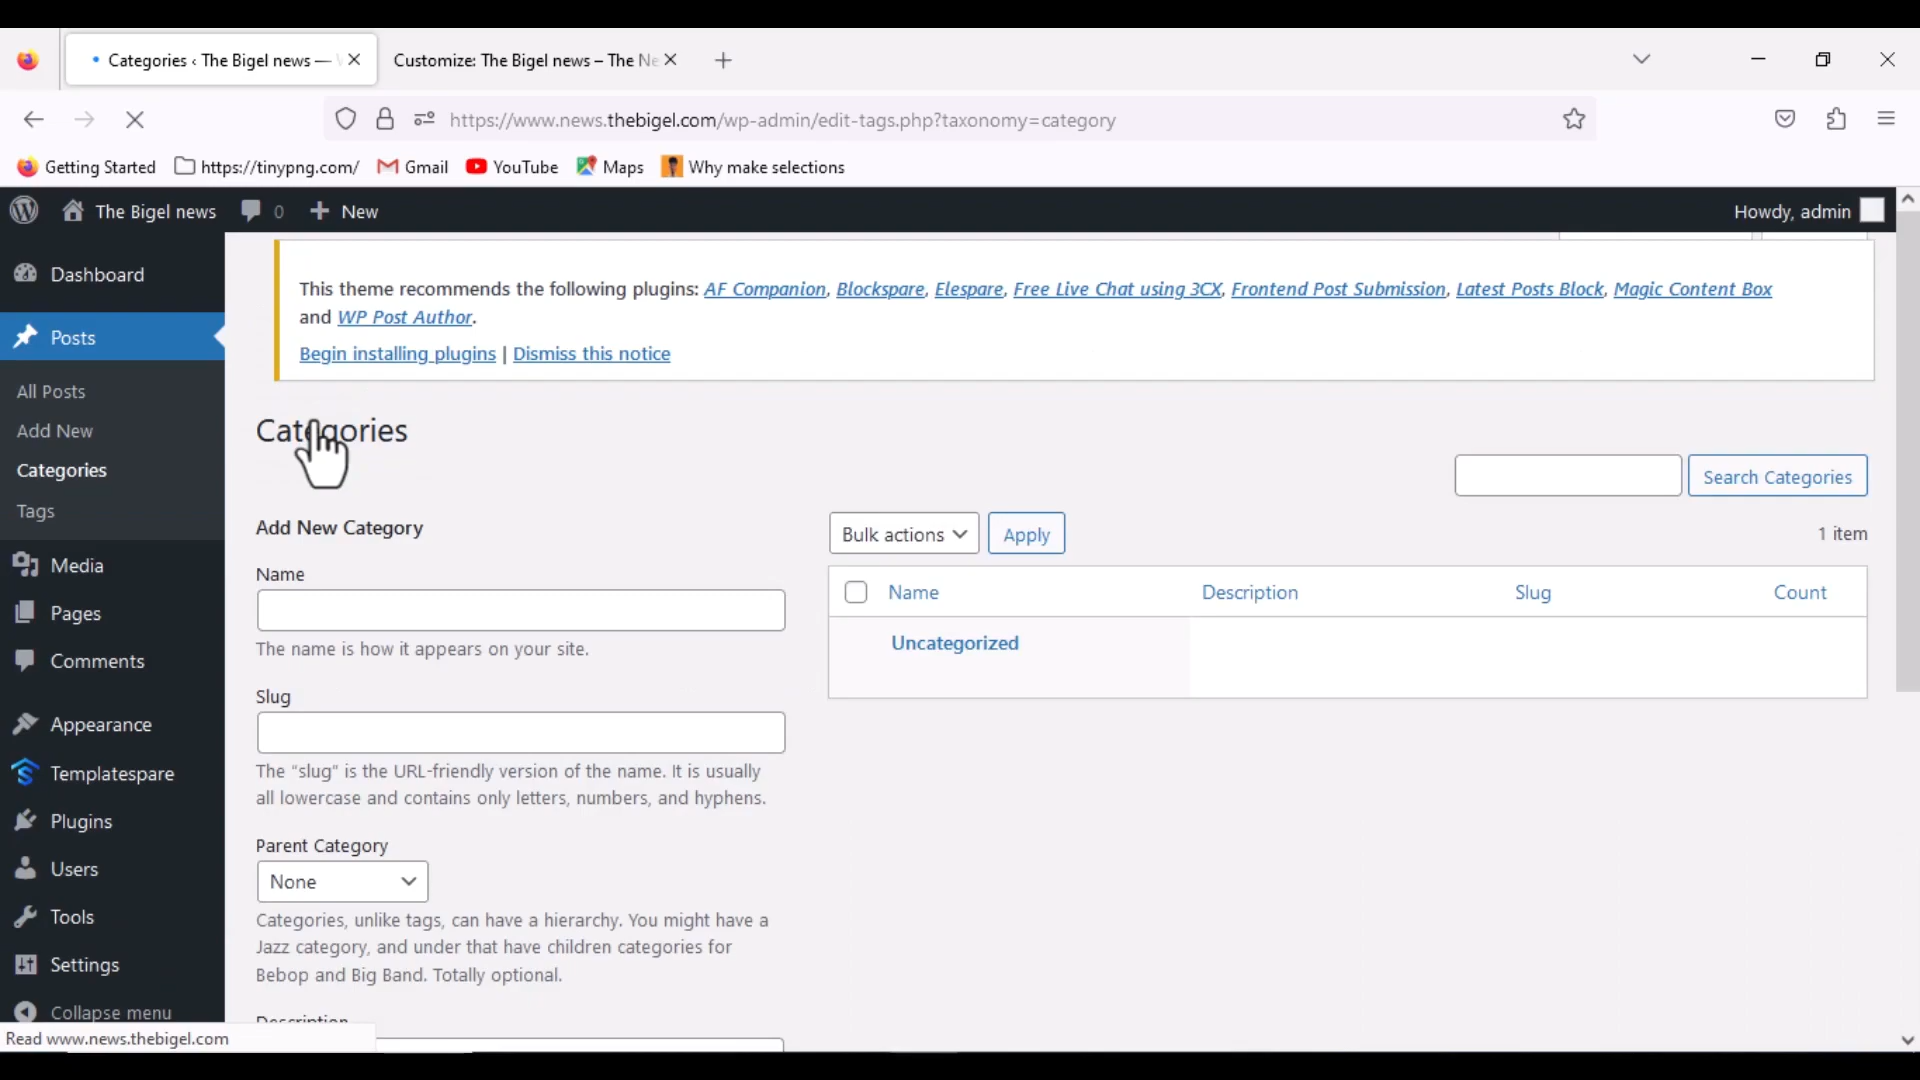 Categories ‹ The Bigel news —
Customize: The Bigel news – The Ne
https://www.news.thebigel.com/wp-admin/edit-tags.php?taxonomy=category
Getting Started
https://tinypng.com/
Gmail
YouTube
Maps
Why make selections
The Bigel news
0
New
Howdy, admin
Dashboard
Posts
All Posts
Add New
Categories
Tags
Media
Pages
Comments
Appearance
Templatespare
Plugins
Users
Tools
Settings
Collapse menu
This theme recommends the following plugins: AF Companion, Blockspare, Elespare, Free Live Chat using 3CX, Frontend Post Submission, Latest Posts Block, Magic Content Box
and WP Post Author.
Begin installing plugins | Dismiss this notice
Categories
Search Categories
Add New Category
Name
The name is how it appears on your site.
Slug
The “slug” is the URL-friendly version of the name. It is usually
all lowercase and contains only letters, numbers, and hyphens.
Parent Category
None
Categories, unlike tags, can have a hierarchy. You might have a
Jazz category, and under that have children categories for
Bebop and Big Band. Totally optional.
Description
Bulk actions
Apply
1 item
Name
Description
Slug
Count
Uncategorized
Read www.news.thebigel.com